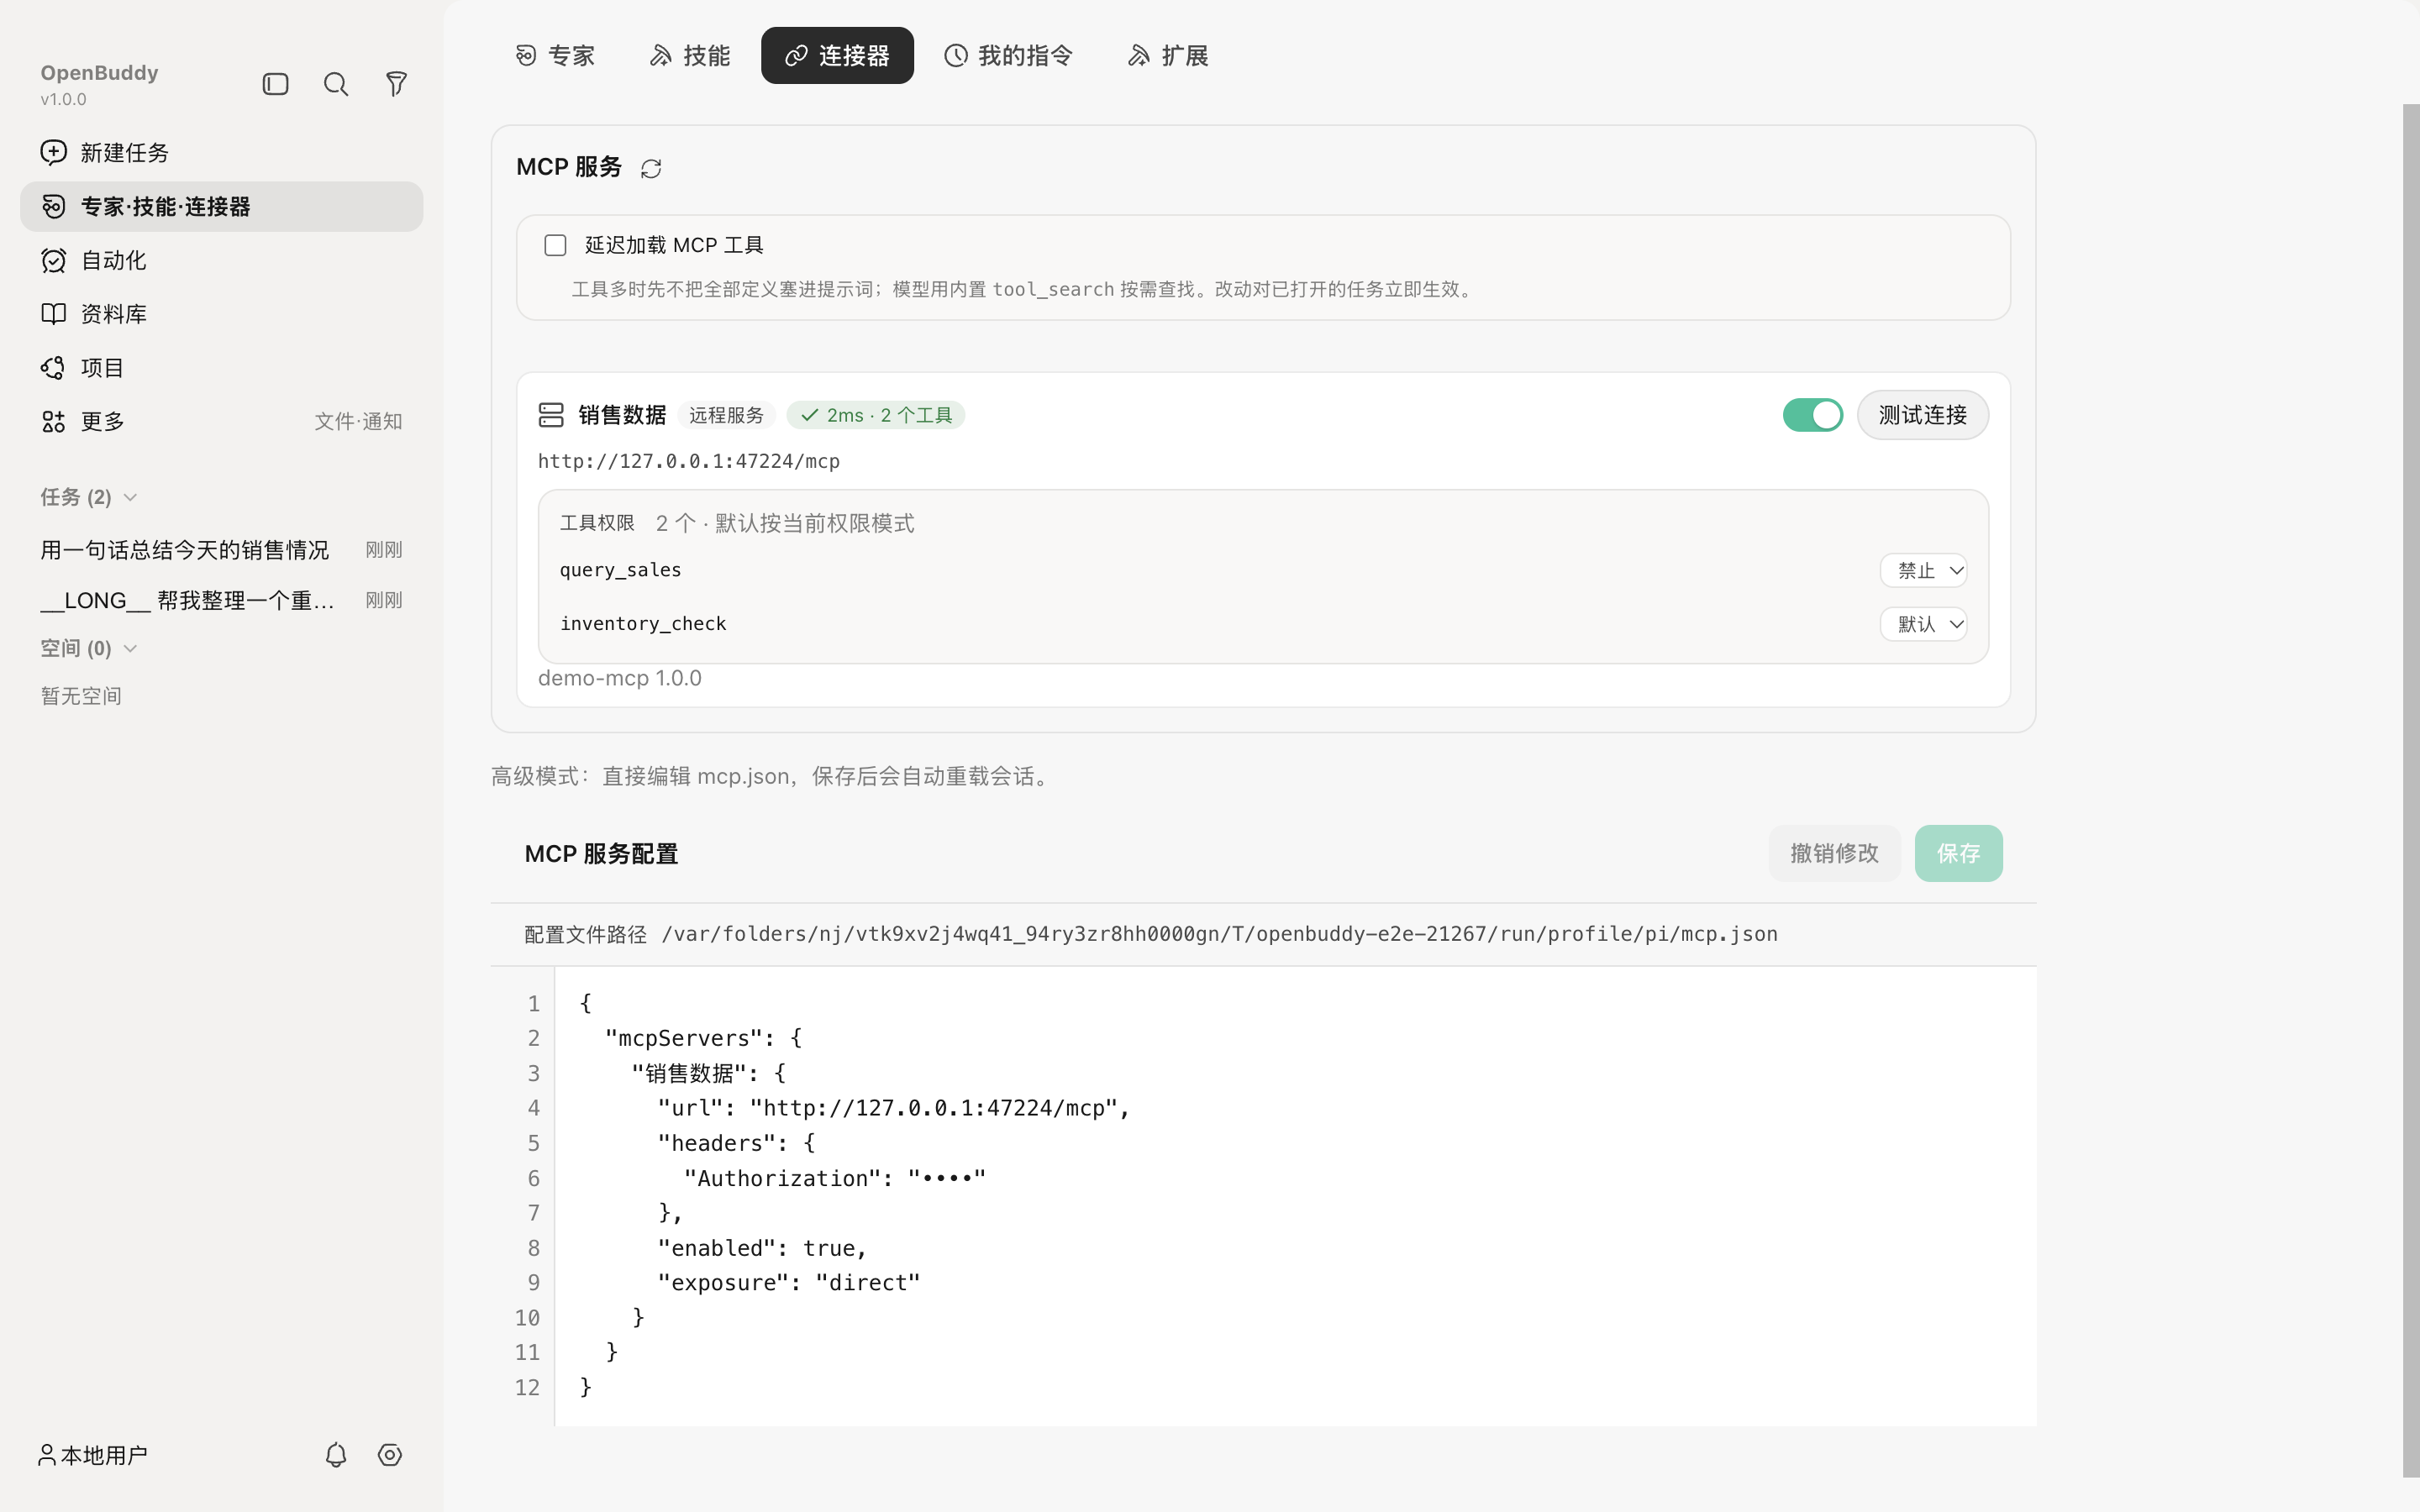 OpenBuddy
v1.0.0
新建任务
专家·技能·连接器
自动化
资料库
项目
更多 文件·通知
任务 (2)
用一句话总结今天的销售情况 刚刚
__LONG__ 帮我整理一个重… 刚刚
空间 (0)
暂无空间
本地用户
专家 技能 连接器 我的指令 扩展
MCP 服务
延迟加载 MCP 工具
工具多时先不把全部定义塞进提示词；模型用内置 tool_search 按需查找。改动对已打开的任务立即生效。
销售数据 远程服务 2ms · 2 个工具 测试连接
http://127.0.0.1:47224/mcp
工具权限 2 个 · 默认按当前权限模式
query_sales 禁止
inventory_check 默认
demo-mcp 1.0.0
高级模式：直接编辑 mcp.json，保存后会自动重载会话。
MCP 服务配置 撤销修改 保存
配置文件路径 /var/folders/nj/vtk9xv2j4wq41_94ry3zr8hh0000gn/T/openbuddy-e2e-21267/run/profile/pi/mcp.json
1 {
2 "mcpServers": {
3 "销售数据": {
4 "url": "http://127.0.0.1:47224/mcp",
5 "headers": {
6 "Authorization": "••••"
7 },
8 "enabled": true,
9 "exposure": "direct"
10 }
11 }
12 }